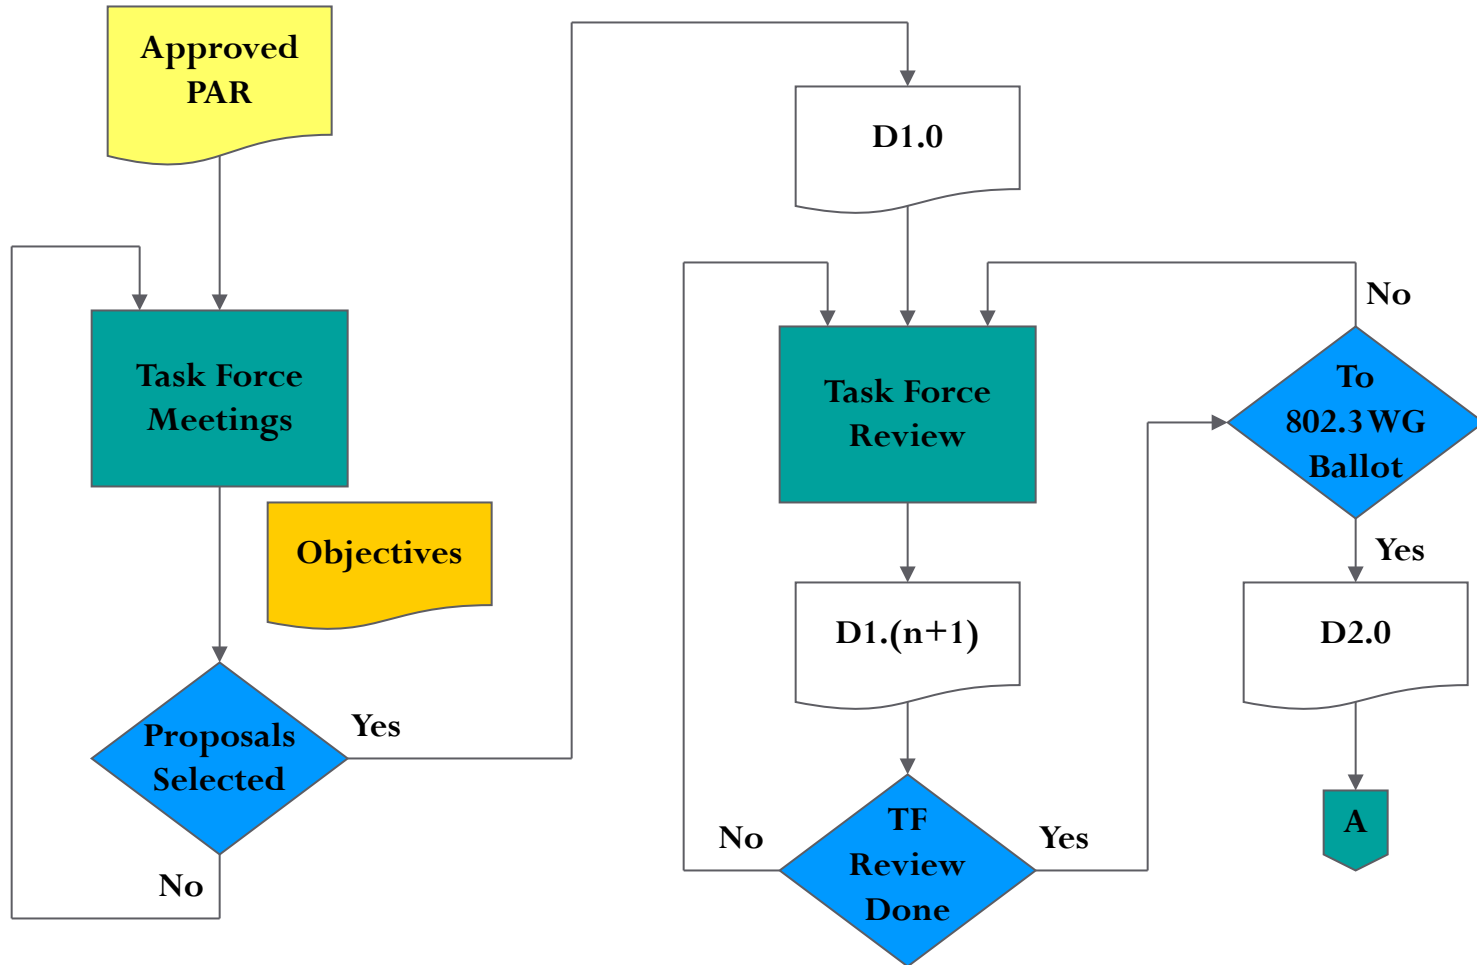 Approved
PAR
Task Force
Meetings
Objectives
Proposals
Selected
Yes
No
D1.0
Task Force
Review
D1.(n+1)
TF
Review
Done
No
Yes
To
802.3 WG
Ballot
No
Yes
D2.0
A